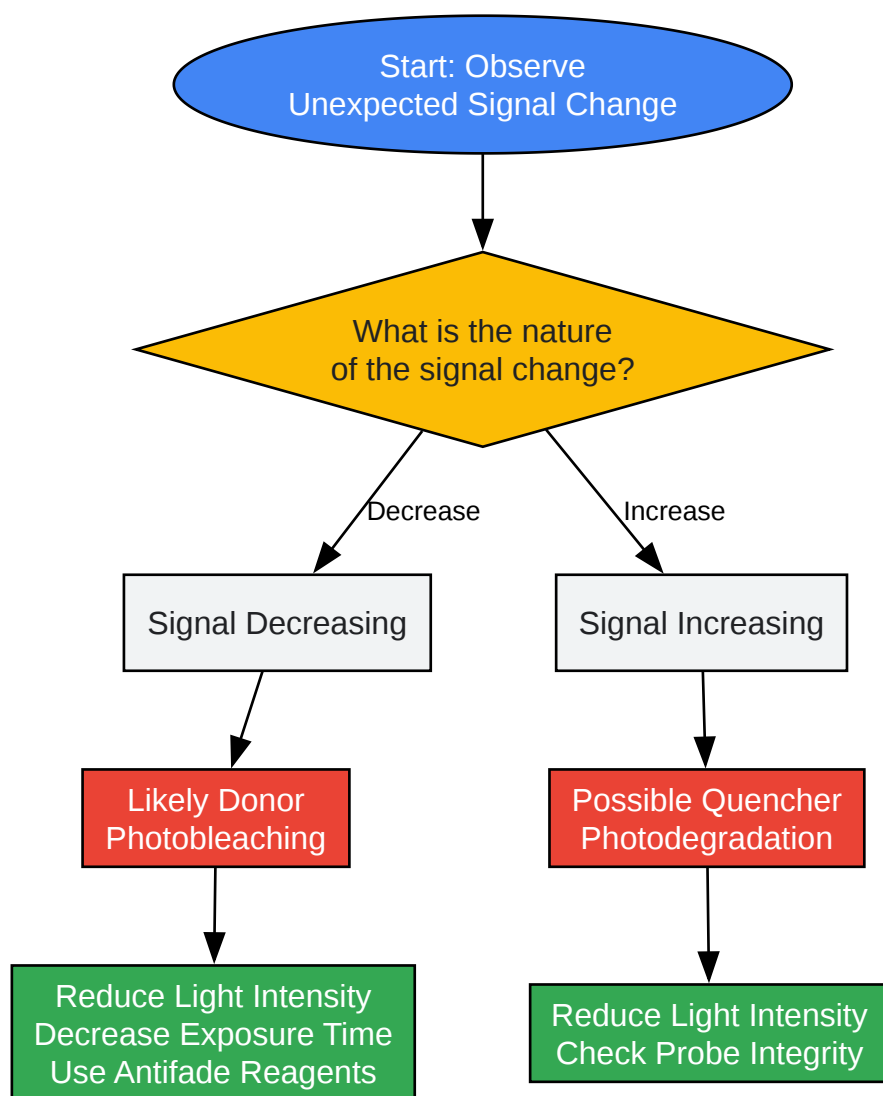 Start: Observe
Unexpected Signal Change
What is the nature
of the signal change?
Decrease
Increase
Signal Decreasing
Signal Increasing
Likely Donor
Photobleaching
Possible Quencher
Photodegradation
Reduce Light Intensity
Decrease Exposure Time
Use Antifade Reagents
Reduce Light Intensity
Check Probe Integrity